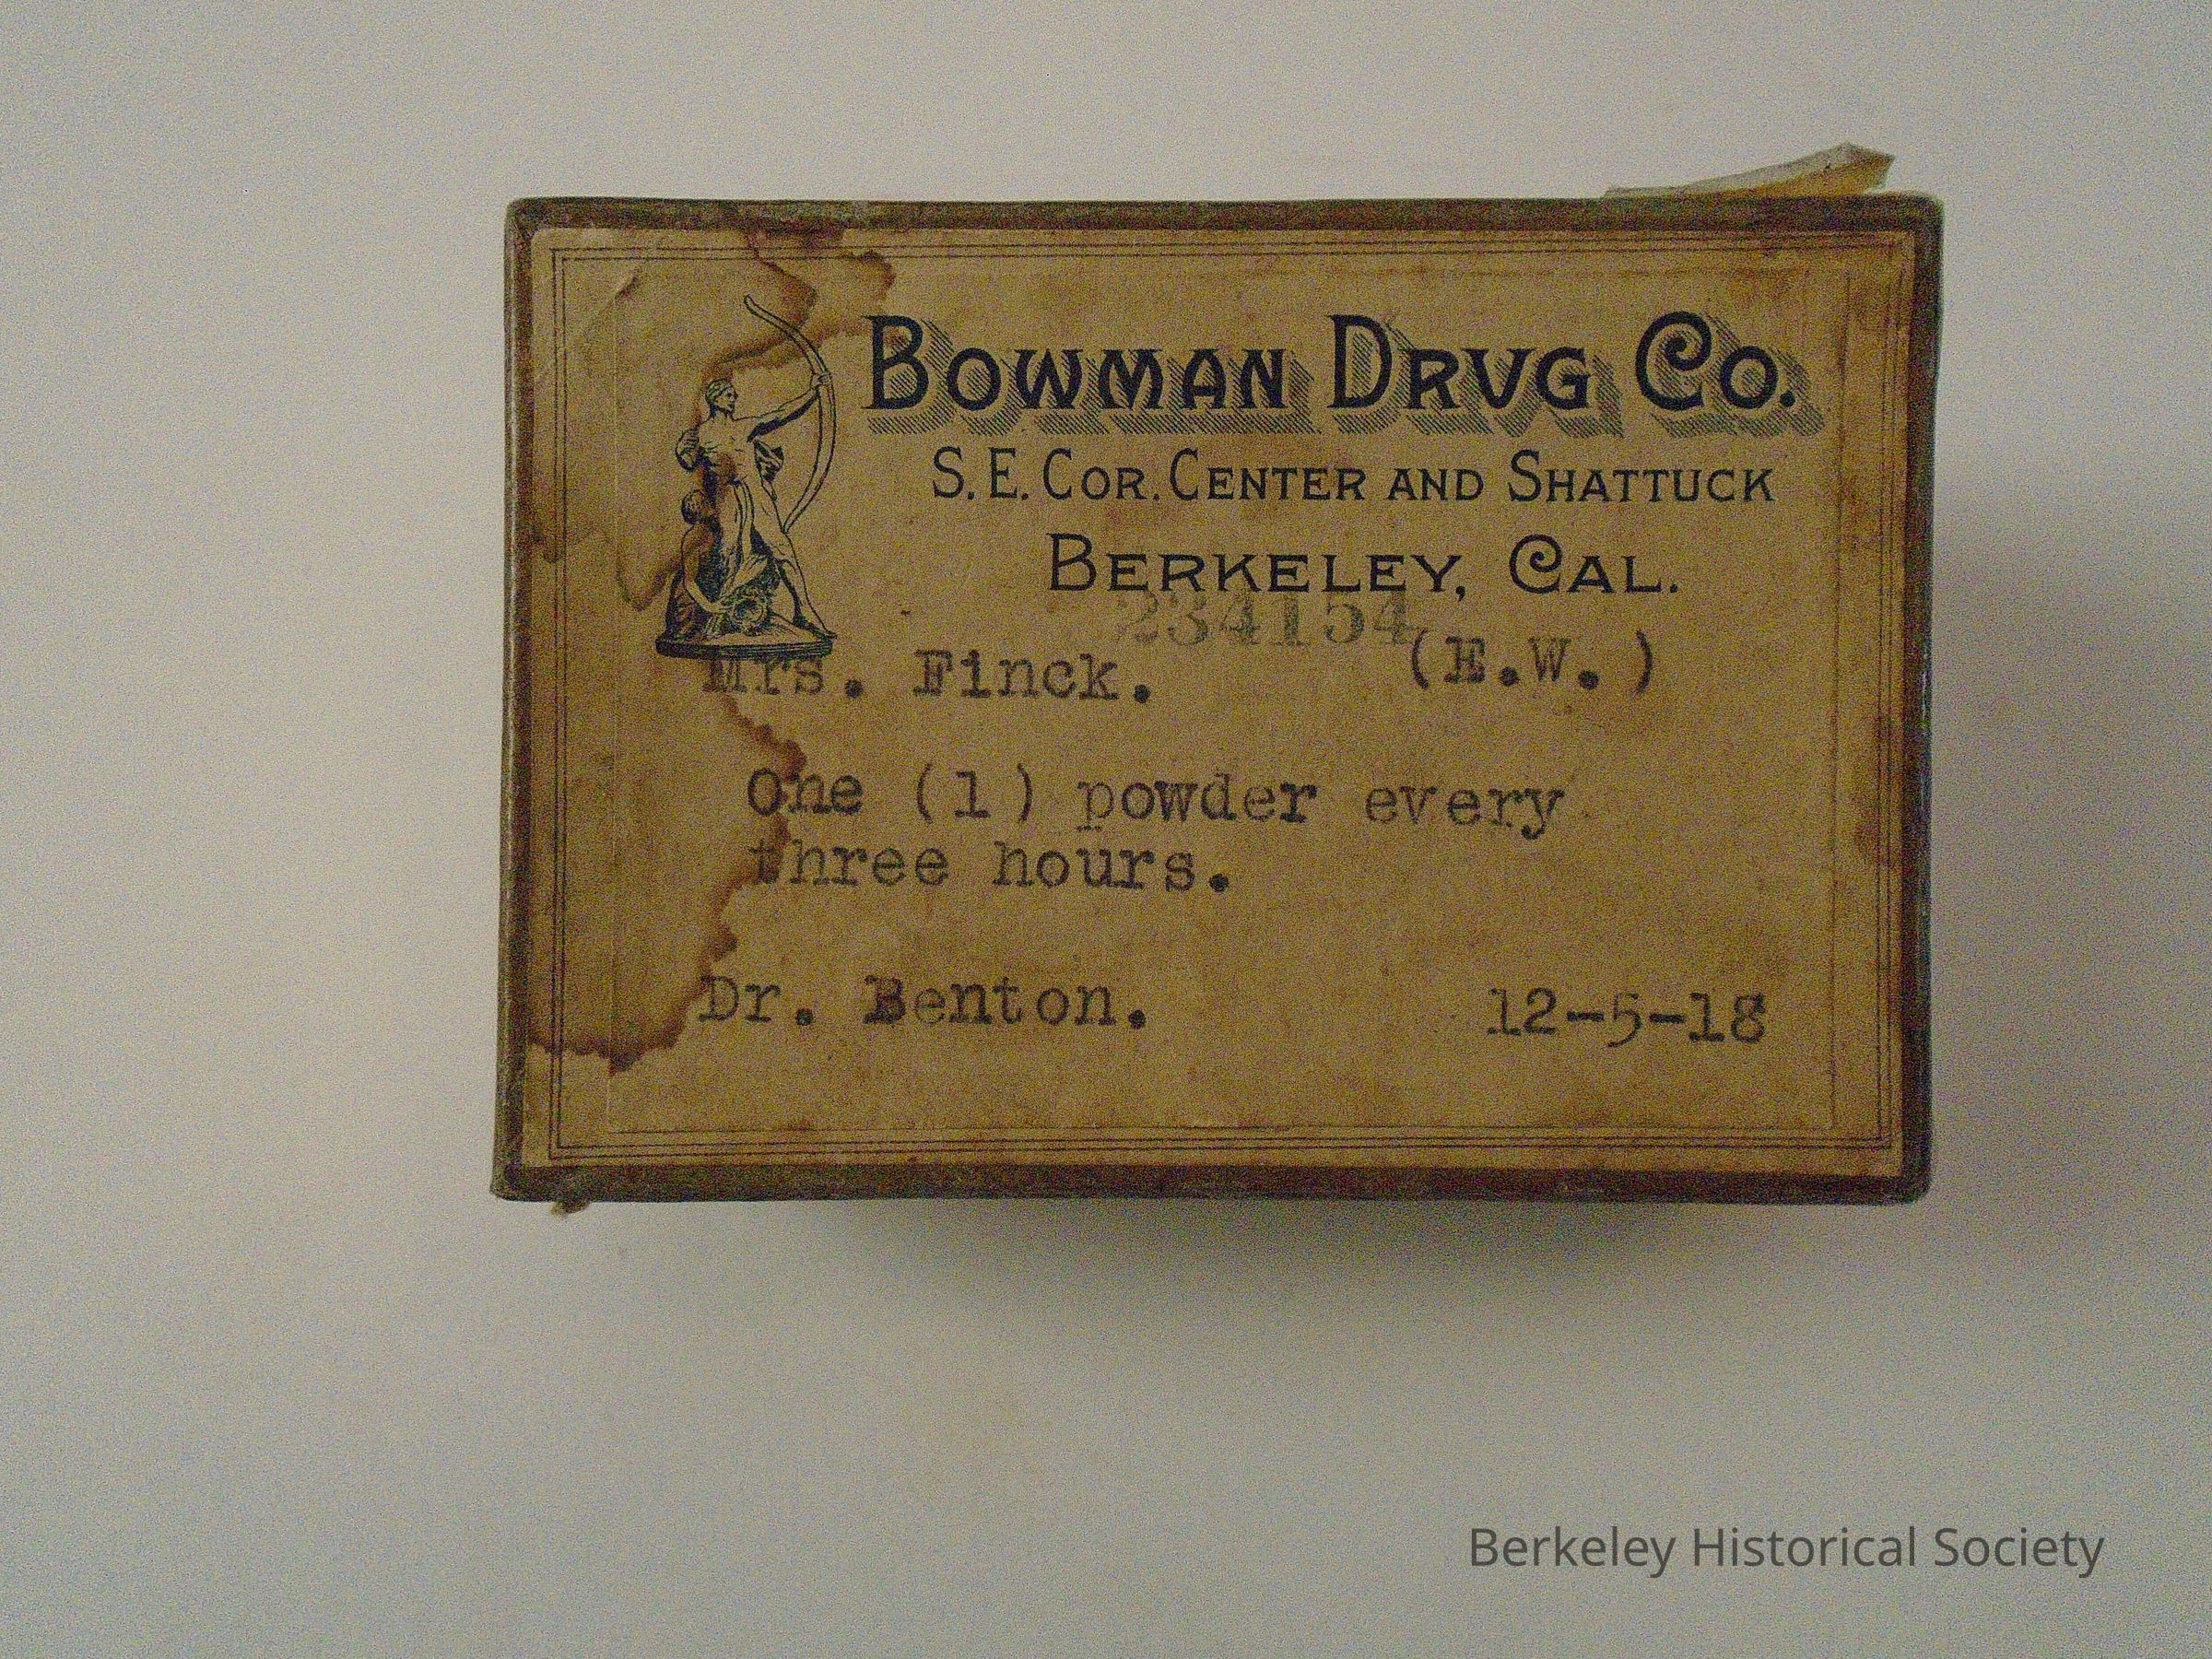 BOWMAN DRUG CO.
S. E. COR. CENTER AND SHATTUCK
BERKELEY, CAL.
234154
Mrs. Finck. (E.W.)
One (1) powder every
three hours.
Dr. Benton. 12-5-18
Berkeley Historical Society